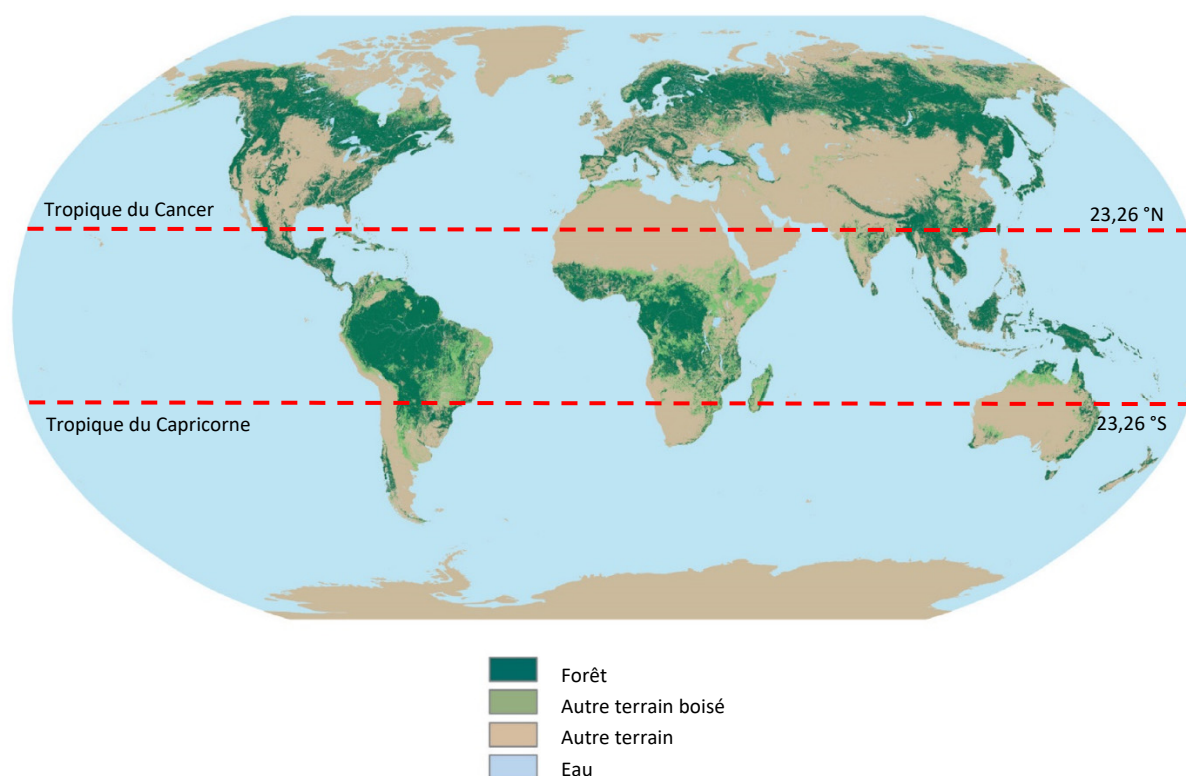 Tropique du Cancer
23,26 °N
Tropique du Capricorne
23,26 °S
Forêt
Autre terrain boisé
Autre terrain
Eau